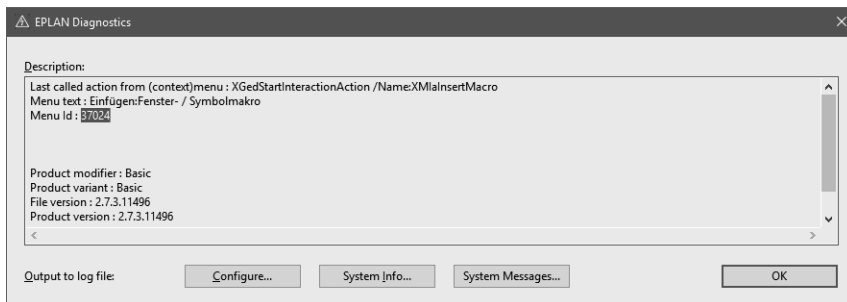 EPLAN Diagnostics
Description:
Last called action from (context)menu : XGedStartInteractionAction /Name:XMIaInsertMacro
Menu text : Einfügen:Fenster- / Symbolmakro
Menu Id : 37024
Product modifier : Basic
Product variant : Basic
File version : 2.7.3.11496
Product version : 2.7.3.11496
Output to log file:
Configure...
System Info...
System Messages...
OK